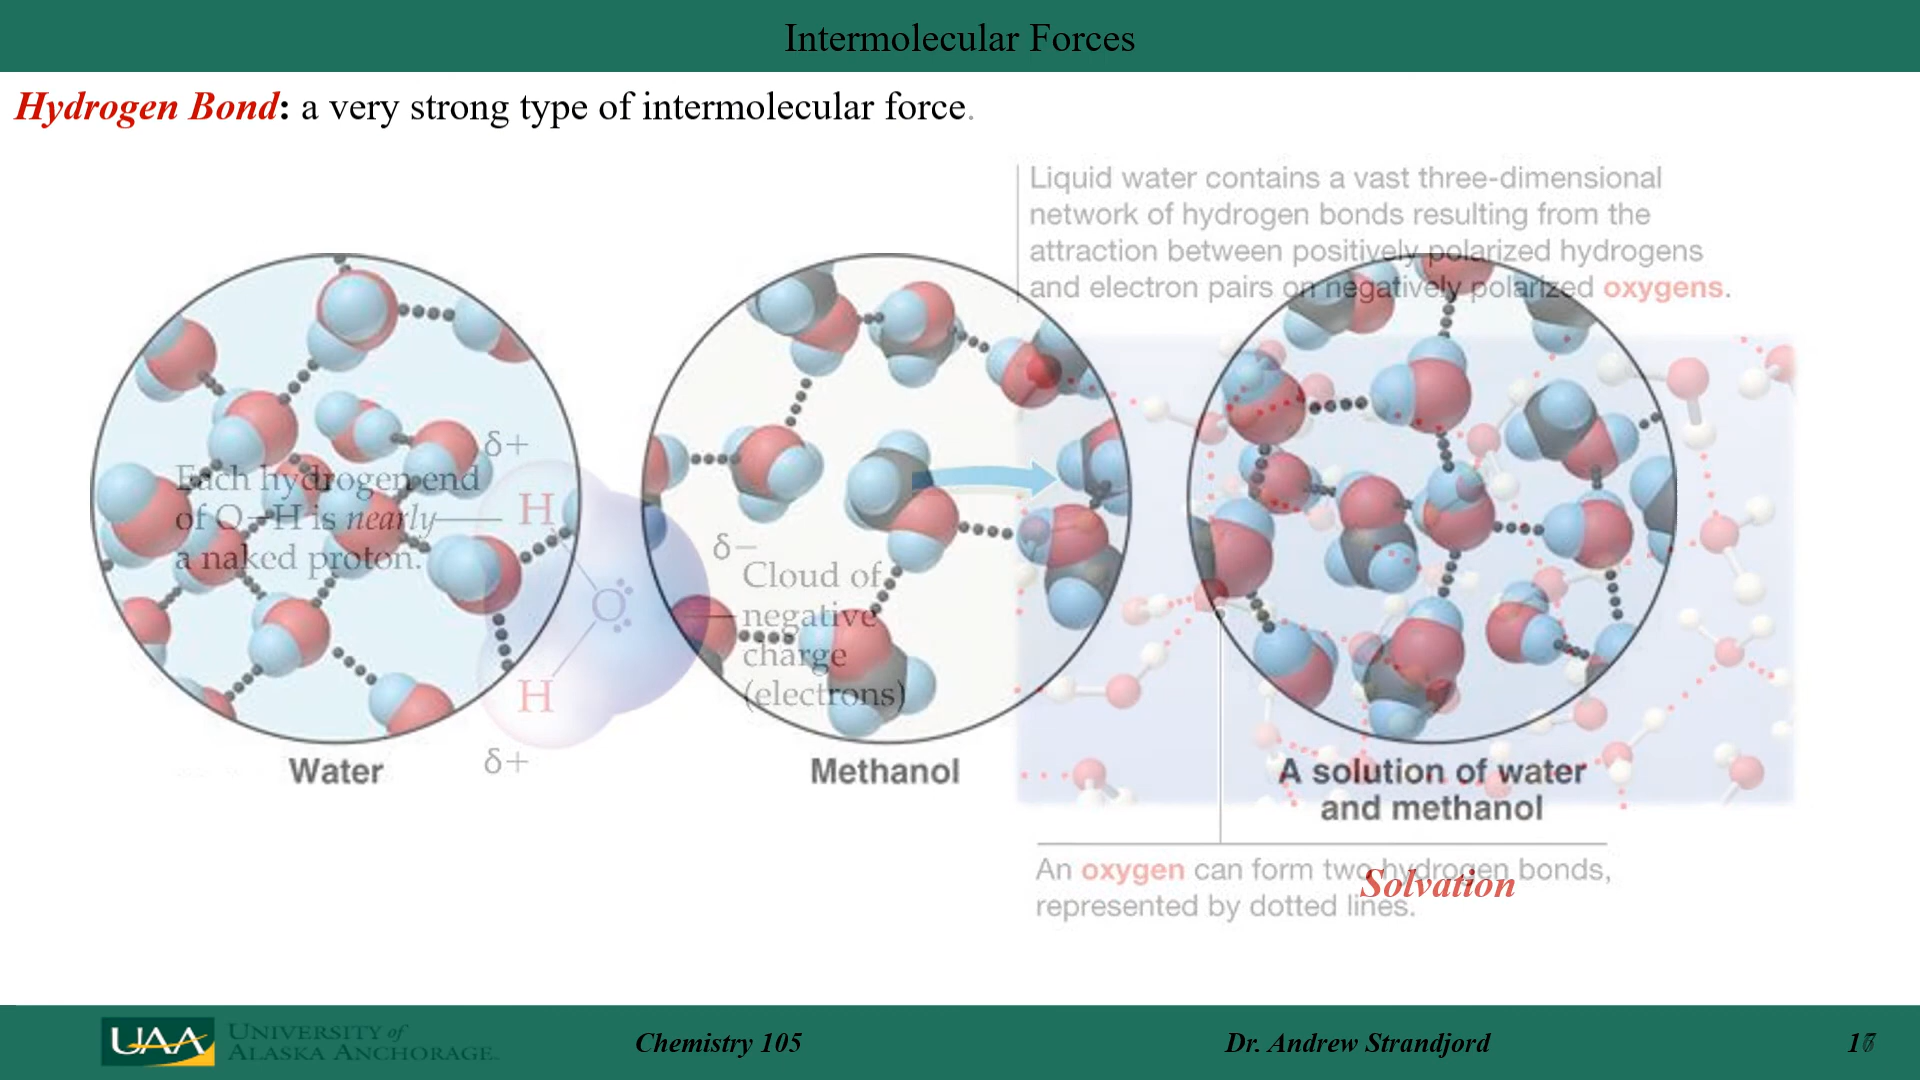 Intermolecular Forces
Hydrogen Bond: a very strong type of intermolecular force.
Liquid water contains a vast three-dimensional
network of hydrogen bonds resulting from the
attraction between positively polarized hydrogens
and electron pairs on negatively polarized oxygens.
δ+
Each hydrogen end
of O–H is nearly
a naked proton.
H
O
H
δ+
δ–
Cloud of
negative
charge
(electrons)
Water
Methanol
A solution of water
and methanol
An oxygen can form two hydrogen bonds,
represented by dotted lines.
Solvation
UAA
UNIVERSITY of
ALASKA ANCHORAGE.
Chemistry 105
Dr. Andrew Strandjord